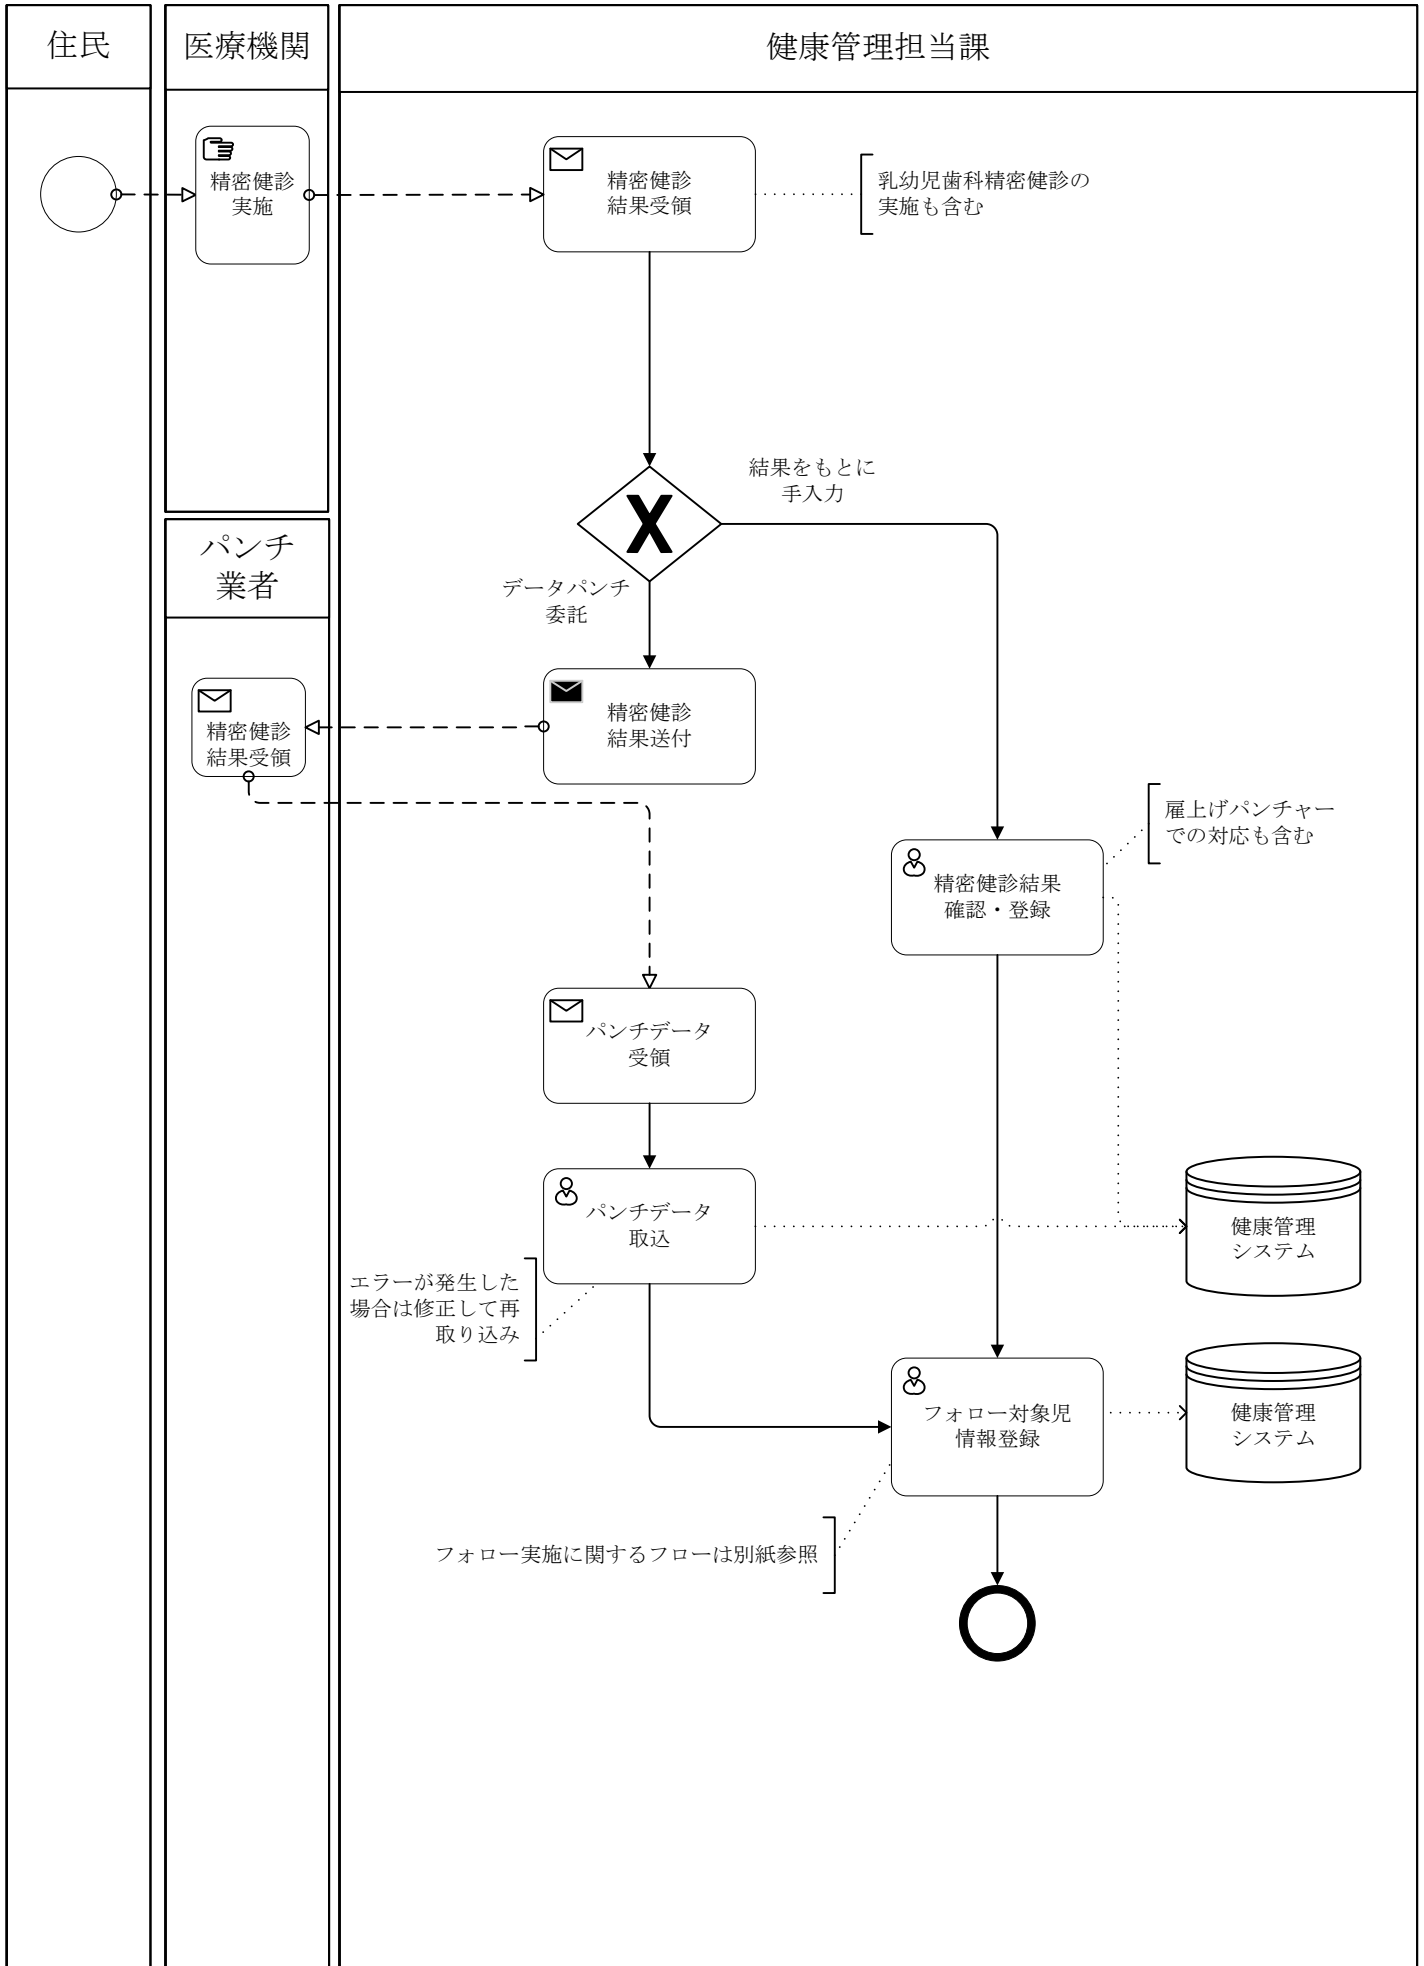 住民
医療機関
健康管理担当課
精密健診
実施
精密健診
結果受領
乳幼児歯科精密健診の
実施も含む
結果をもとに
手入力
X
パンチ
業者
データパンチ
委託
精密健診
結果受領
精密健診
結果送付
雇上げパンチャー
での対応も含む
精密健診結果
確認・登録
パンチデータ
受領
パンチデータ
取込
健康管理
システム
エラーが発生した
場合は修正して再
取り込み
フォロー対象児
情報登録
健康管理
システム
フォロー実施に関するフローは別紙参照